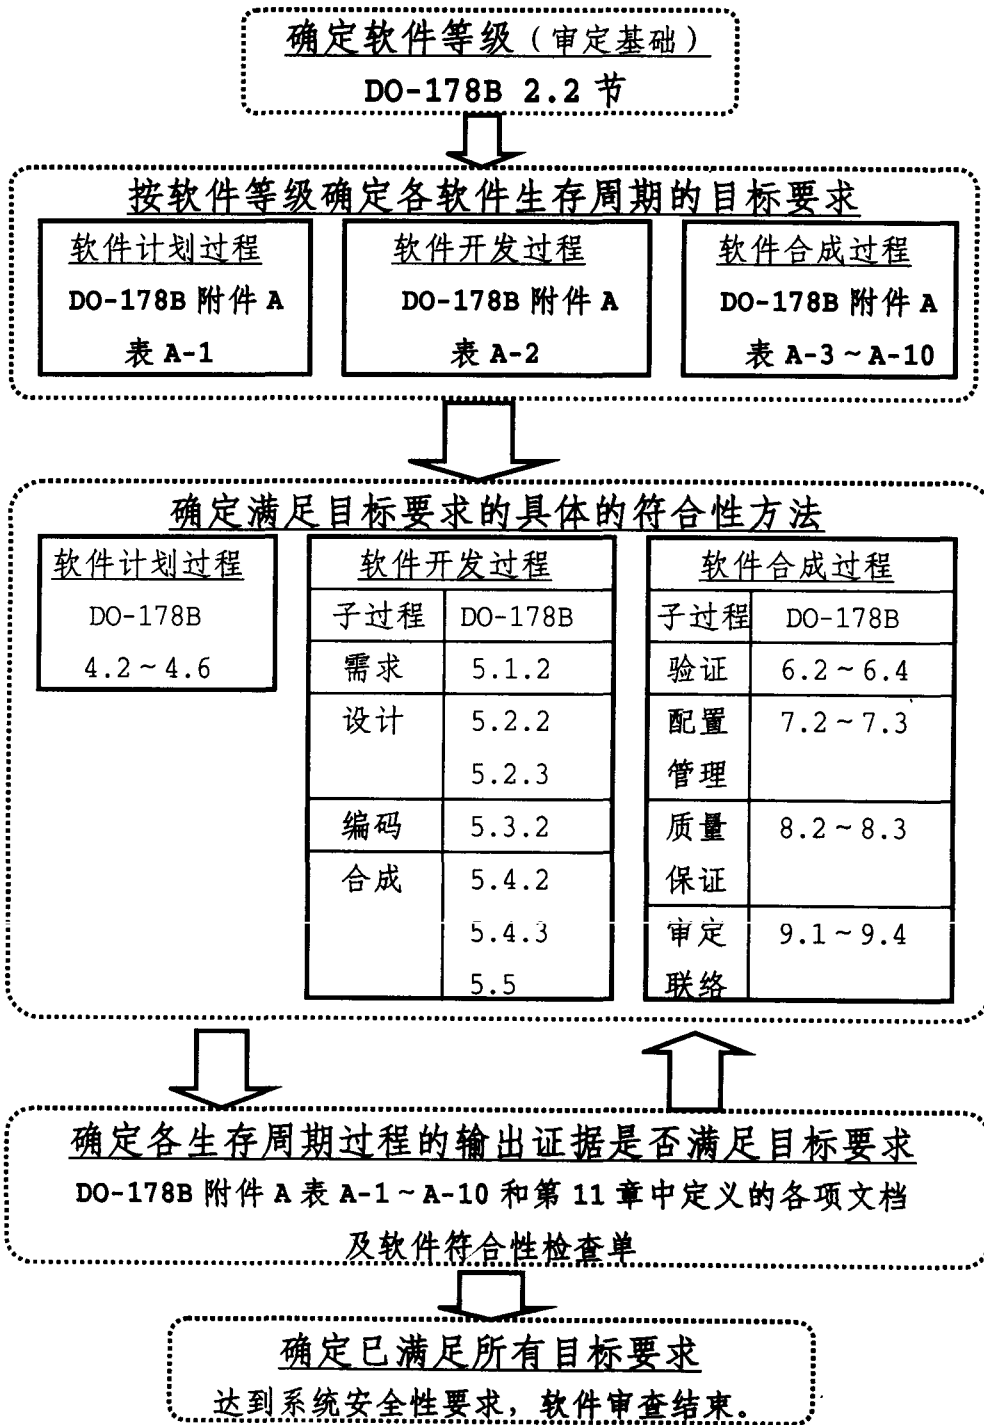 确定软件等级（审定基础）
DO-178B 2.2 节
按软件等级确定各软件生存周期的目标要求
软件计划过程
DO-178B 附件 A
表 A-1
软件开发过程
DO-178B 附件 A
表 A-2
软件合成过程
DO-178B 附件 A
表 A-3～A-10
确定满足目标要求的具体的符合性方法
软件计划过程
DO-178B
4.2～4.6
软件开发过程
子过程 DO-178B
需求 5.1.2
设计 5.2.2
5.2.3
编码 5.3.2
合成 5.4.2
5.4.3
5.5
软件合成过程
子过程 DO-178B
验证 6.2～6.4
配置 7.2～7.3
管理
质量 8.2～8.3
保证
审定 9.1～9.4
联络
确定各生存周期过程的输出证据是否满足目标要求
DO-178B 附件 A 表 A-1～A-10 和第 11 章中定义的各项文档
及软件符合性检查单
确定已满足所有目标要求
达到系统安全性要求，软件审查结束。